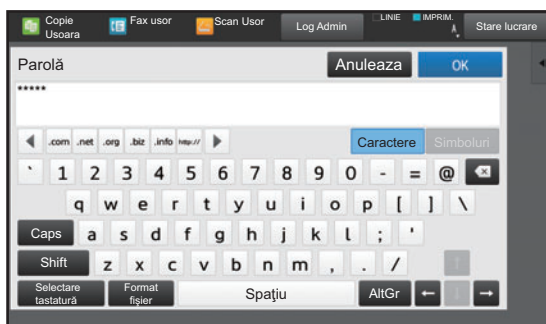 Copie Usoara
Fax usor
Scan Usor
Log Admin
LINIE
IMPRIM.
Stare lucrare
Parolă
Anuleaza
OK
*****
.com .net .org .biz .info http://
Caractere
Simboluri
` 1 2 3 4 5 6 7 8 9 0 - = @
q w e r t y u i o p [ ] \
Caps a s d f g h j k l ; '
Shift z x c v b n m , . /
Selectare tastatură
Format fișier
Spaţiu
AltGr